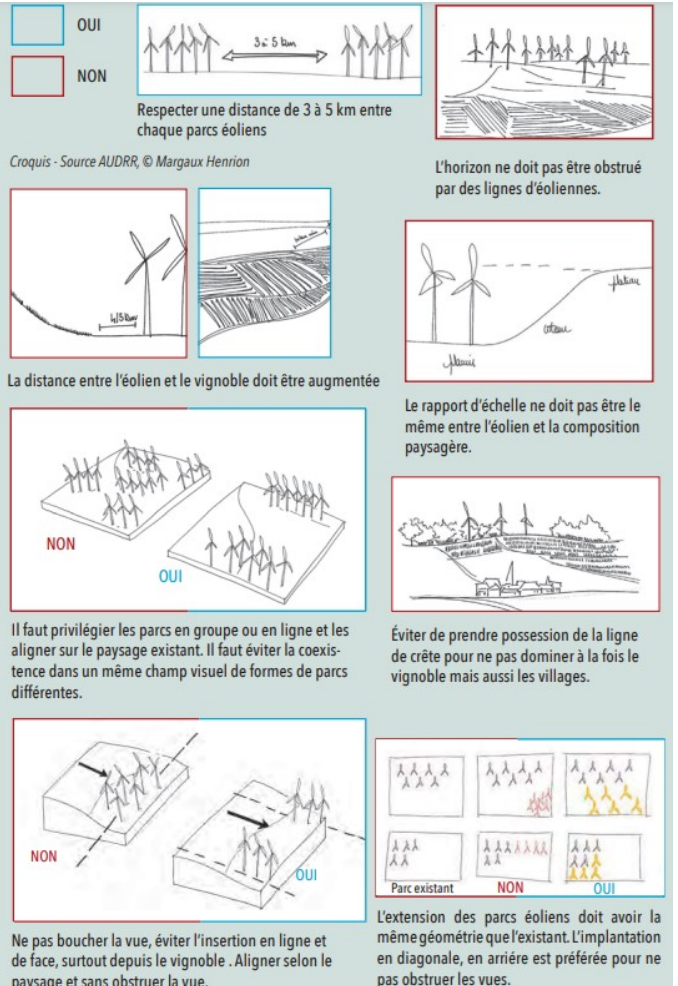 OUI
NON
3 à 5 km
Respecter une distance de 3 à 5 km entre
chaque parcs éoliens
Croquis - Source AUDRR, © Margaux Henrion
L'horizon ne doit pas être obstrué
par des lignes d'éoliennes.
4/5 km
La distance entre l'éolien et le vignoble doit être augmentée
plateau
coteau
plaine
Le rapport d'échelle ne doit pas être le
même entre l'éolien et la composition
paysagère.
NON
OUI
Il faut privilégier les parcs en groupe ou en ligne et les
aligner sur le paysage existant. Il faut éviter la coexis-
tence dans un même champ visuel de formes de parcs
différentes.
Éviter de prendre possession de la ligne
de crête pour ne pas dominer à la fois le
vignoble mais aussi les villages.
NON
OUI
Ne pas boucher la vue, éviter l'insertion en ligne et
de face, surtout depuis le vignoble . Aligner selon le
paysage et sans obstruer la vue.
Parc existant
NON
OUI
L'extension des parcs éoliens doit avoir la
même géométrie que l'existant. L'implantation
en diagonale, en arriére est préférée pour ne
pas obstruer les vues.